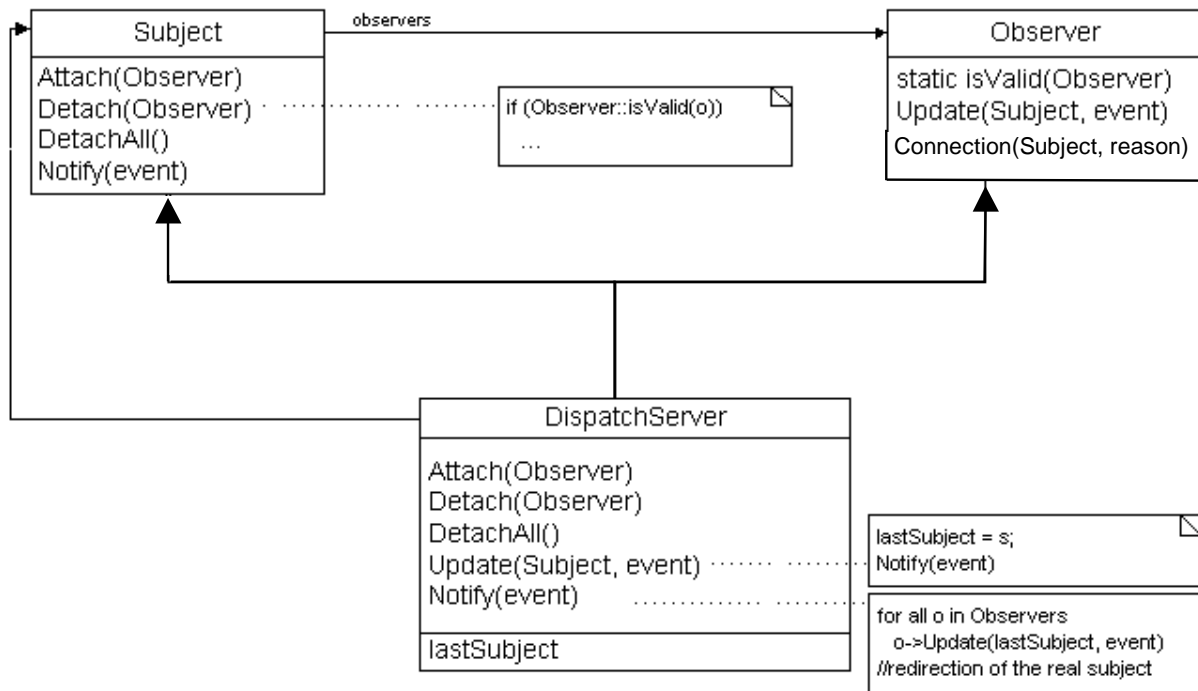 Subject
Attach(Observer)
Detach(Observer)
DetachAll()
Notify(event)
observers
if (Observer::isValid(o))
...
Observer
static isValid(Observer)
Update(Subject, event)
Connection(Subject, reason)
DispatchServer
Attach(Observer)
Detach(Observer)
DetachAll()
Update(Subject, event)
Notify(event)
lastSubject
lastSubject = s;
Notify(event)
for all o in Observers
o->Update(lastSubject, event)
//redirection of the real subject